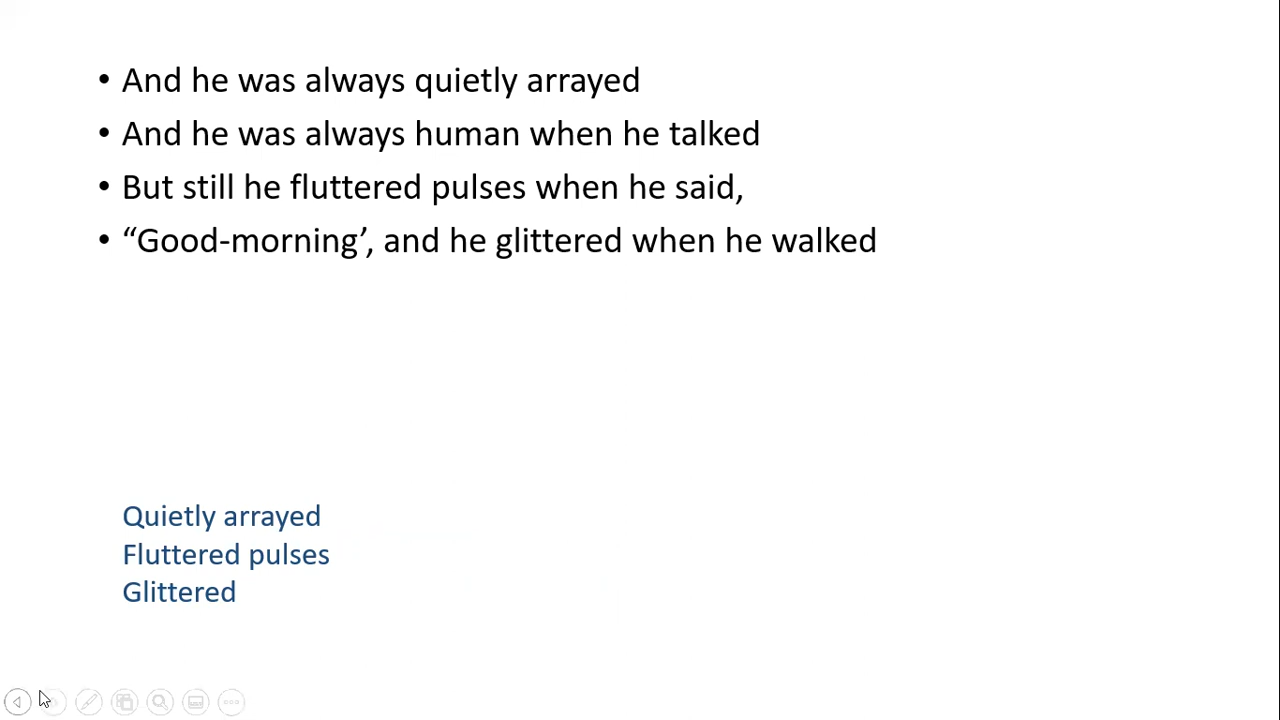 • And he was always quietly arrayed
• And he was always human when he talked
• But still he fluttered pulses when he said,
• “Good-morning’, and he glittered when he walked
Quietly arrayed
Fluttered pulses
Glittered